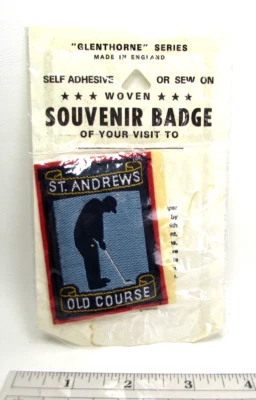 "GLENTHORNE" SERIES
MADE IN ENGLAND
SELF ADHESIVE OR SEW ON
★ ★ ★ WOVEN ★ ★ ★
SOUVENIR BADGE
OF YOUR VISIT TO
ST. ANDREWS
OLD COURSE
by
1 2 3 4